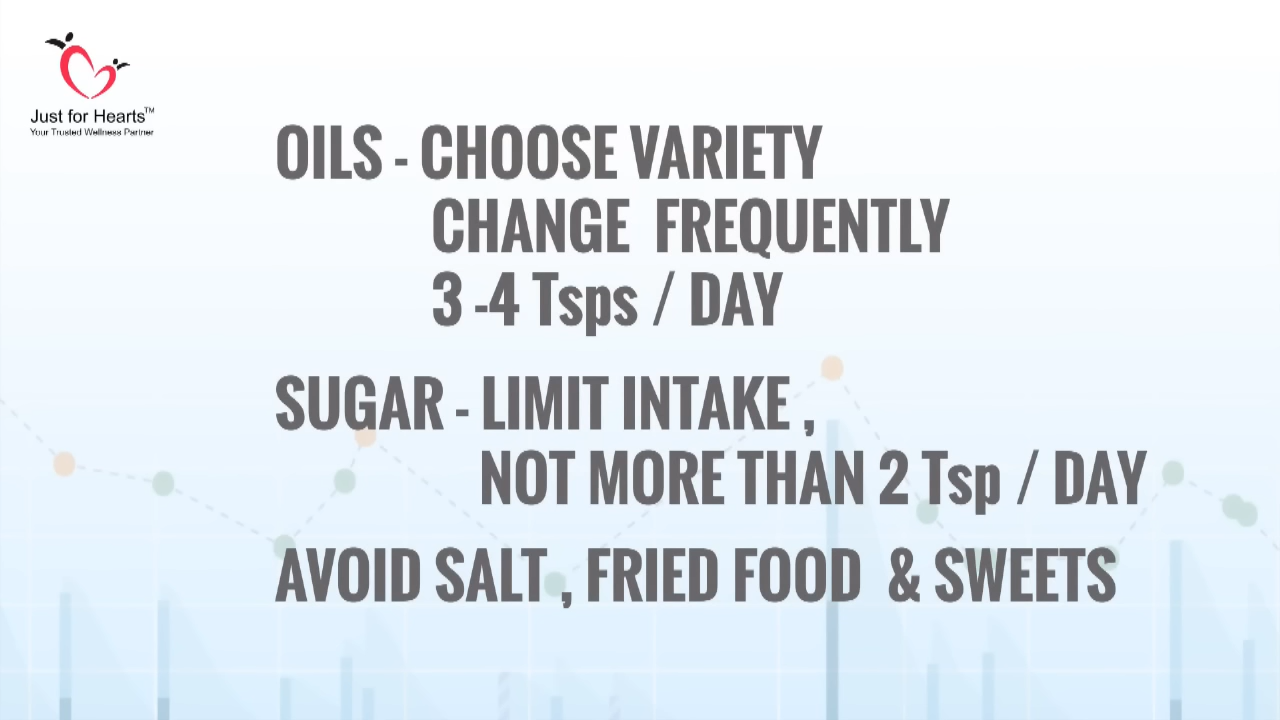 Just for Hearts™
Your Trusted Wellness Partner
OILS - CHOOSE VARIETY
CHANGE FREQUENTLY
3 -4 Tsps / DAY
SUGAR - LIMIT INTAKE ,
NOT MORE THAN 2 Tsp / DAY
AVOID SALT , FRIED FOOD & SWEETS